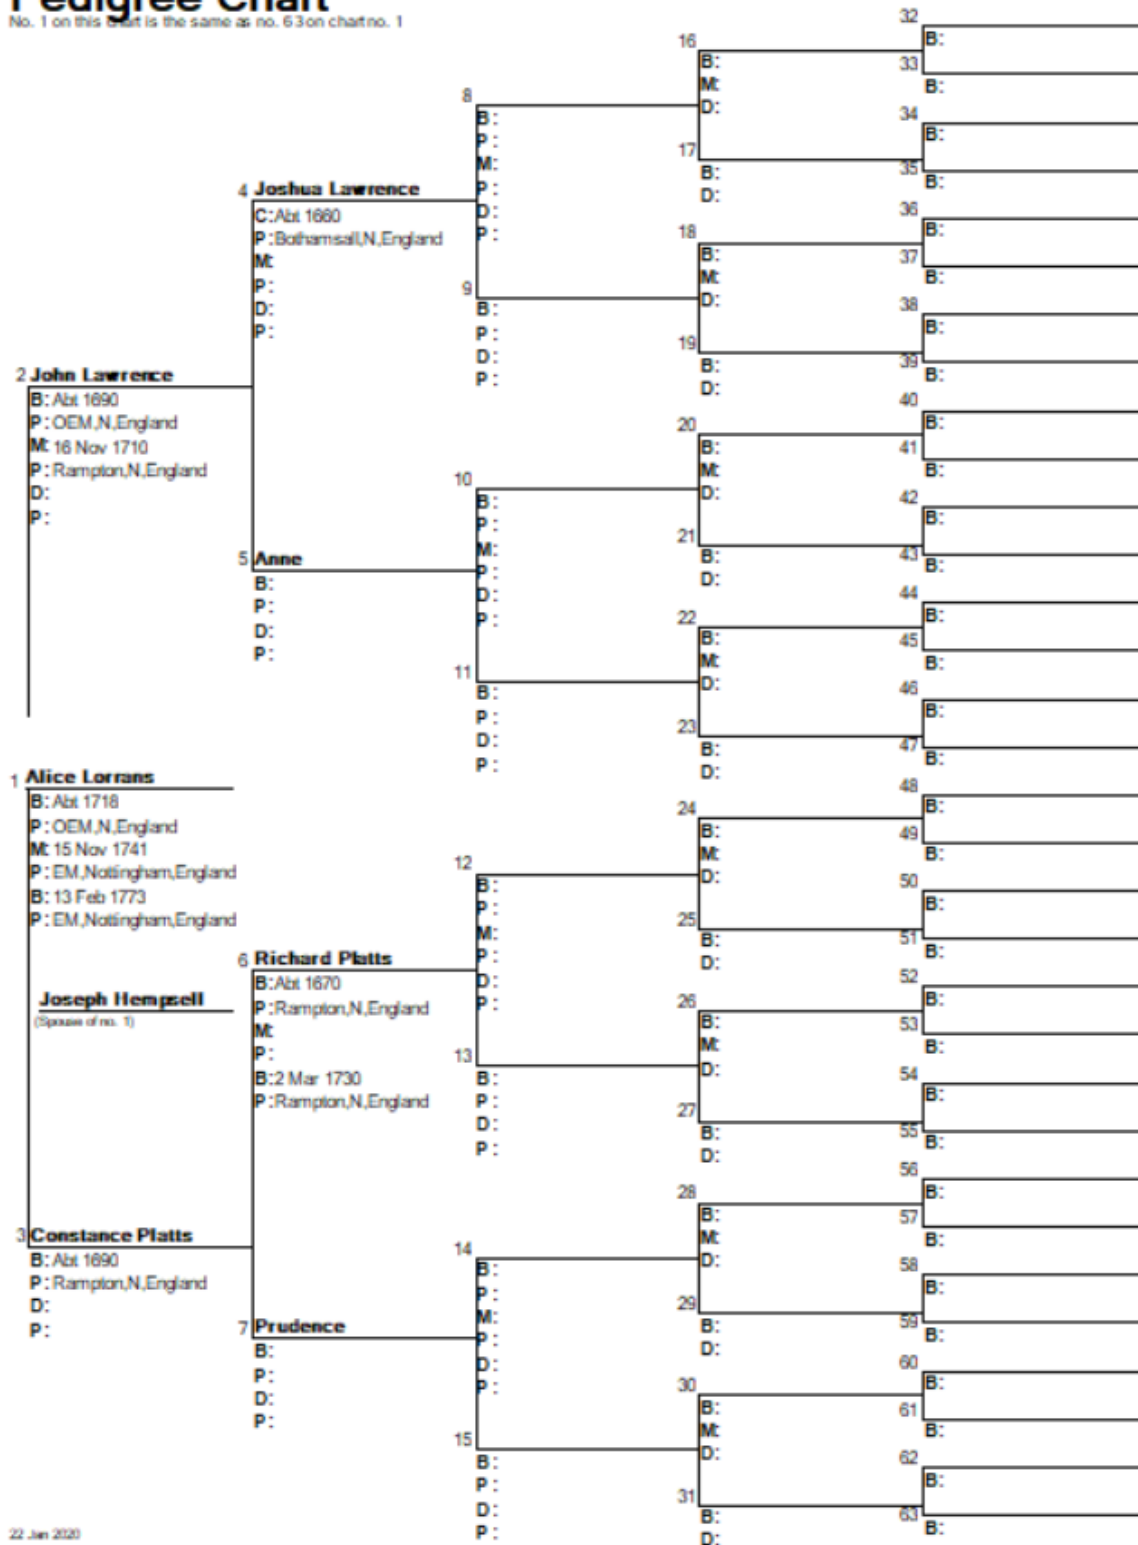 Pedigree Chart
No. 1 on this chart is the same as no. 63 on chart no. 1
2 John Lawrence
B: Abt 1690
P: OEM,N,England
M: 16 Nov 1710
P: Rampton,N,England
D:
P:
1 Alice Lorrans
B: Abt 1718
P: OEM,N,England
M: 15 Nov 1741
P: EM,Nottingham,England
B: 13 Feb 1773
P: EM,Nottingham,England
Joseph Hempsell
(Spouse of no. 1)
3 Constance Platts
B: Abt 1690
P: Rampton,N,England
D:
P:
4 Joshua Lawrence
C: Abt 1660
P: Bothamsall,N,England
M:
P:
D:
P:
5 Anne
B:
P:
D:
P:
6 Richard Platts
B: Abt 1670
P: Rampton,N,England
M:
P:
B: 2 Mar 1730
P: Rampton,N,England
7 Prudence
B:
P:
D:
P:
8
B:
P:
M:
P:
D:
P:
9
B:
P:
D:
P:
10
B:
P:
M:
P:
D:
P:
11
B:
P:
D:
P:
12
B:
P:
M:
P:
D:
P:
13
B:
P:
D:
P:
14
B:
P:
M:
P:
D:
P:
15
B:
P:
D:
P:
16
B:
M:
D:
17
B:
D:
18
B:
M:
D:
19
B:
D:
20
B:
M:
D:
21
B:
D:
22
B:
M:
D:
23
B:
D:
24
B:
M:
D:
25
B:
D:
26
B:
M:
D:
27
B:
D:
28
B:
M:
D:
29
B:
D:
30
B:
M:
D:
31
B:
D:
32
B:
33
B:
34
B:
35
B:
36
B:
37
B:
38
B:
39
B:
40
B:
41
B:
42
B:
43
B:
44
B:
45
B:
46
B:
47
B:
48
B:
49
B:
50
B:
51
B:
52
B:
53
B:
54
B:
55
B:
56
B:
57
B:
58
B:
59
B:
60
B:
61
B:
62
B:
63
B:
22 Jan 2020